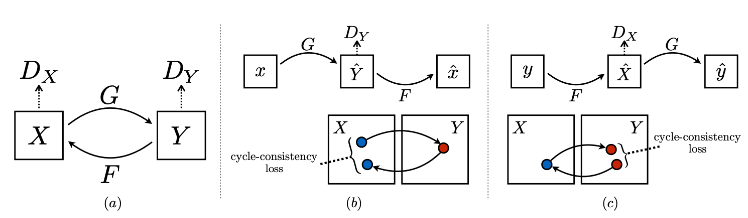 D_X
D_Y
G
X
Y
F
(a)
D_Y
G
x
Ŷ
x̂
F
X
Y
cycle-consistency
loss
(b)
D_X
G
y
X̂
ŷ
F
X
Y
cycle-consistency
loss
(c)